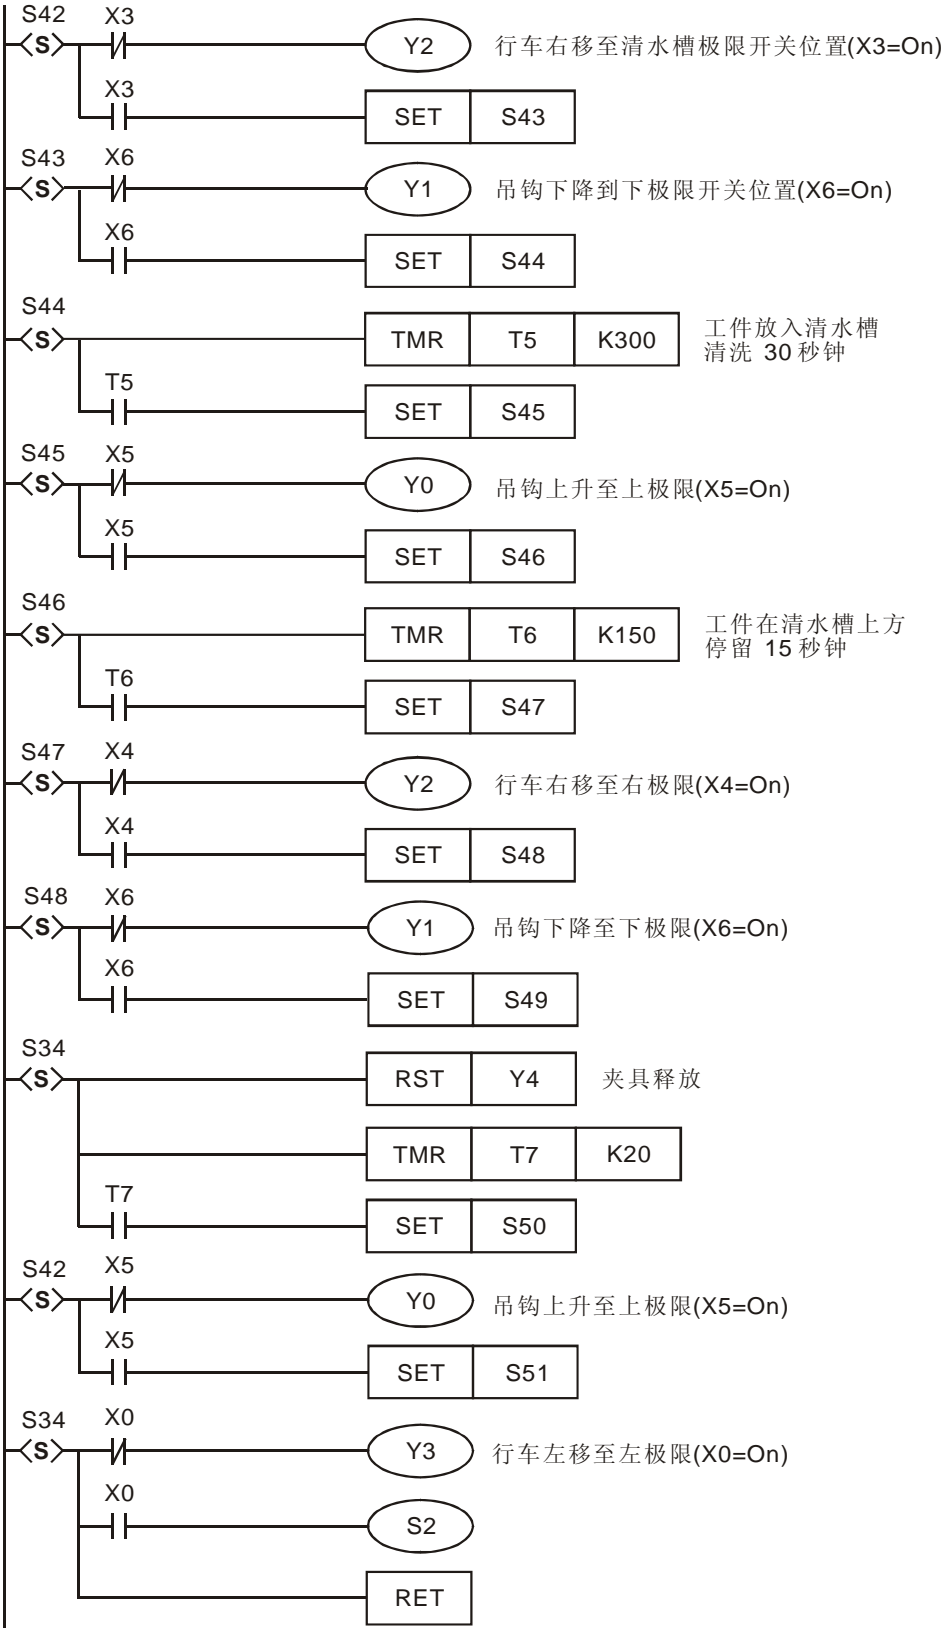 S42
X3
S
Y2
行车右移至清水槽极限开关位置(X3=On)
X3
SET S43
S43
X6
S
Y1
吊钩下降到下极限开关位置(X6=On)
X6
SET S44
S44
S
TMR T5 K300
工件放入清水槽
清洗 30秒钟
T5
SET S45
S45
X5
S
Y0
吊钩上升至上极限(X5=On)
X5
SET S46
S46
S
TMR T6 K150
工件在清水槽上方
停留 15秒钟
T6
SET S47
S47
X4
S
Y2
行车右移至右极限(X4=On)
X4
SET S48
S48
X6
S
Y1
吊钩下降至下极限(X6=On)
X6
SET S49
S34
S
RST Y4
夹具释放
TMR T7 K20
T7
SET S50
S42
X5
S
Y0
吊钩上升至上极限(X5=On)
X5
SET S51
S34
X0
S
Y3
行车左移至左极限(X0=On)
X0
S2
RET